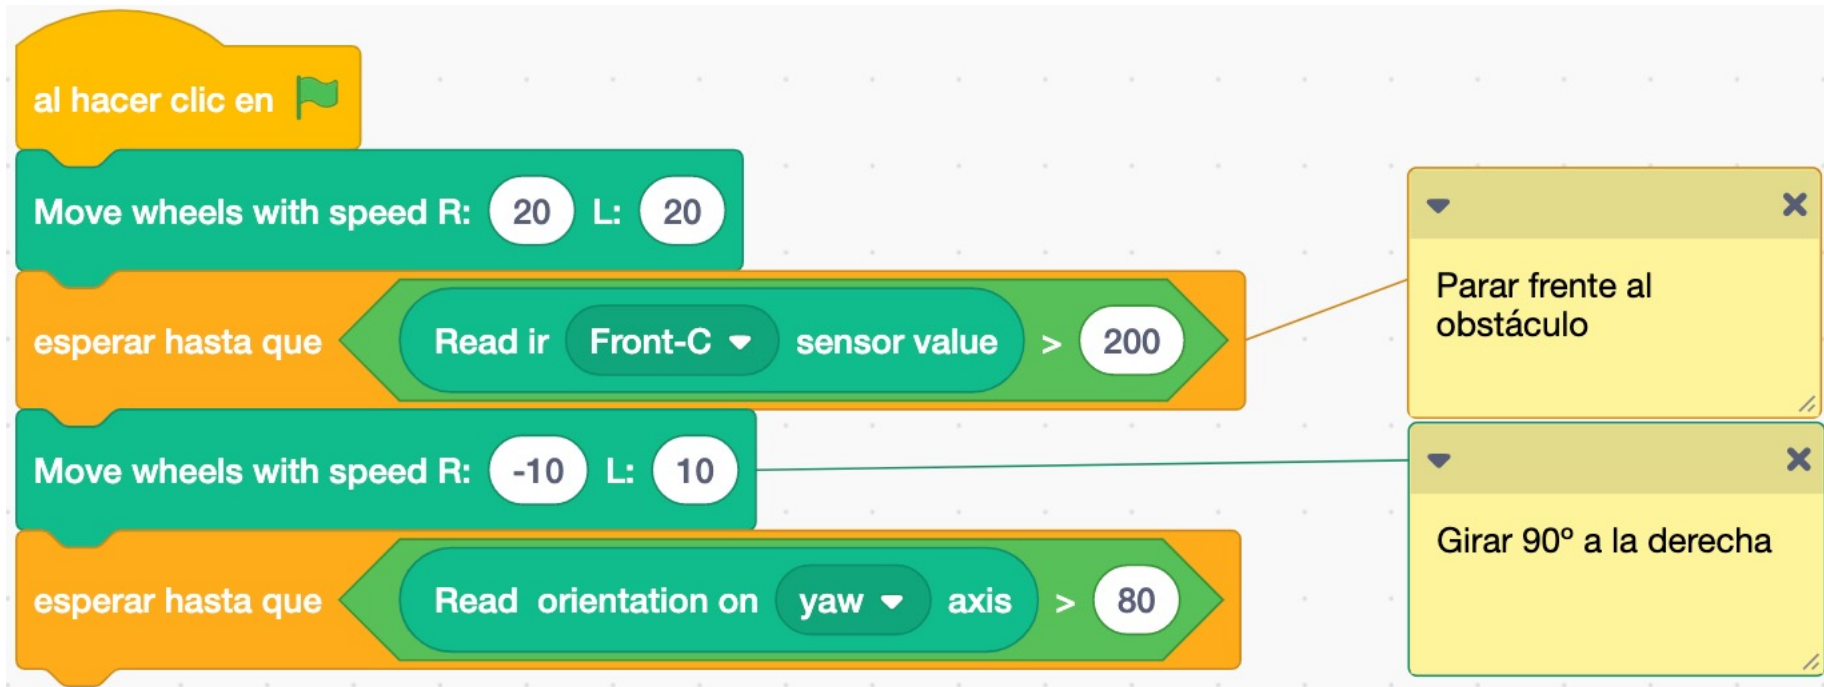 al hacer clic en
Move wheels with speed R: 20 L: 20
esperar hasta que Read ir Front-C sensor value > 200
Parar frente al
obstáculo
Move wheels with speed R: -10 L: 10
Girar 90º a la derecha
esperar hasta que Read orientation on yaw axis > 80